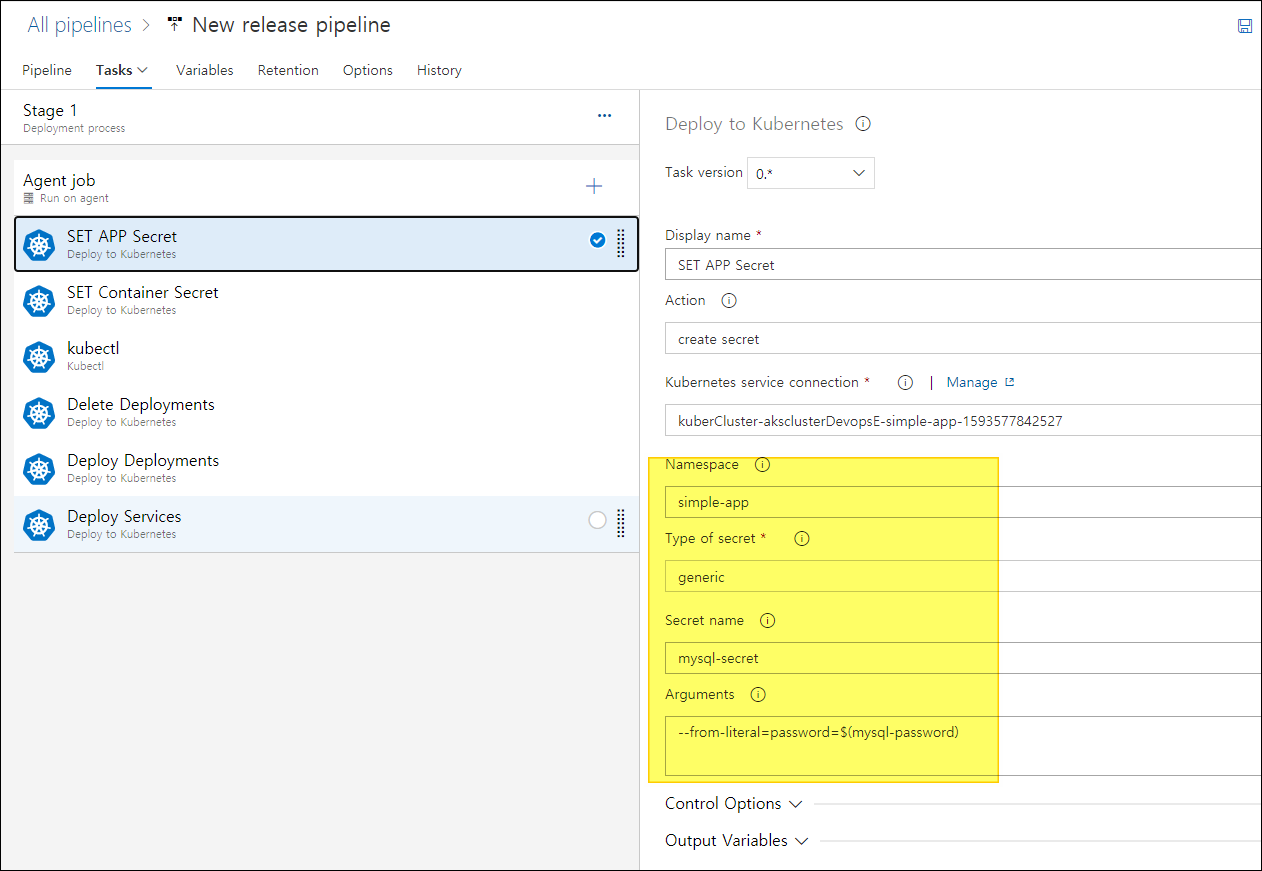 All pipelines > New release pipeline
Pipeline Tasks Variables Retention Options History
Stage 1
Deployment process
...
Agent job
Run on agent
SET APP Secret
Deploy to Kubernetes
SET Container Secret
Deploy to Kubernetes
kubectl
Kubectl
Delete Deployments
Deploy to Kubernetes
Deploy Deployments
Deploy to Kubernetes
Deploy Services
Deploy to Kubernetes
Deploy to Kubernetes
Task version 0.*
Display name *
SET APP Secret
Action
create secret
Kubernetes service connection * | Manage
kuberCluster-aksclusterDevopsE-simple-app-1593577842527
Namespace
simple-app
Type of secret *
generic
Secret name
mysql-secret
Arguments
--from-literal=password=$(mysql-password)
Control Options
Output Variables